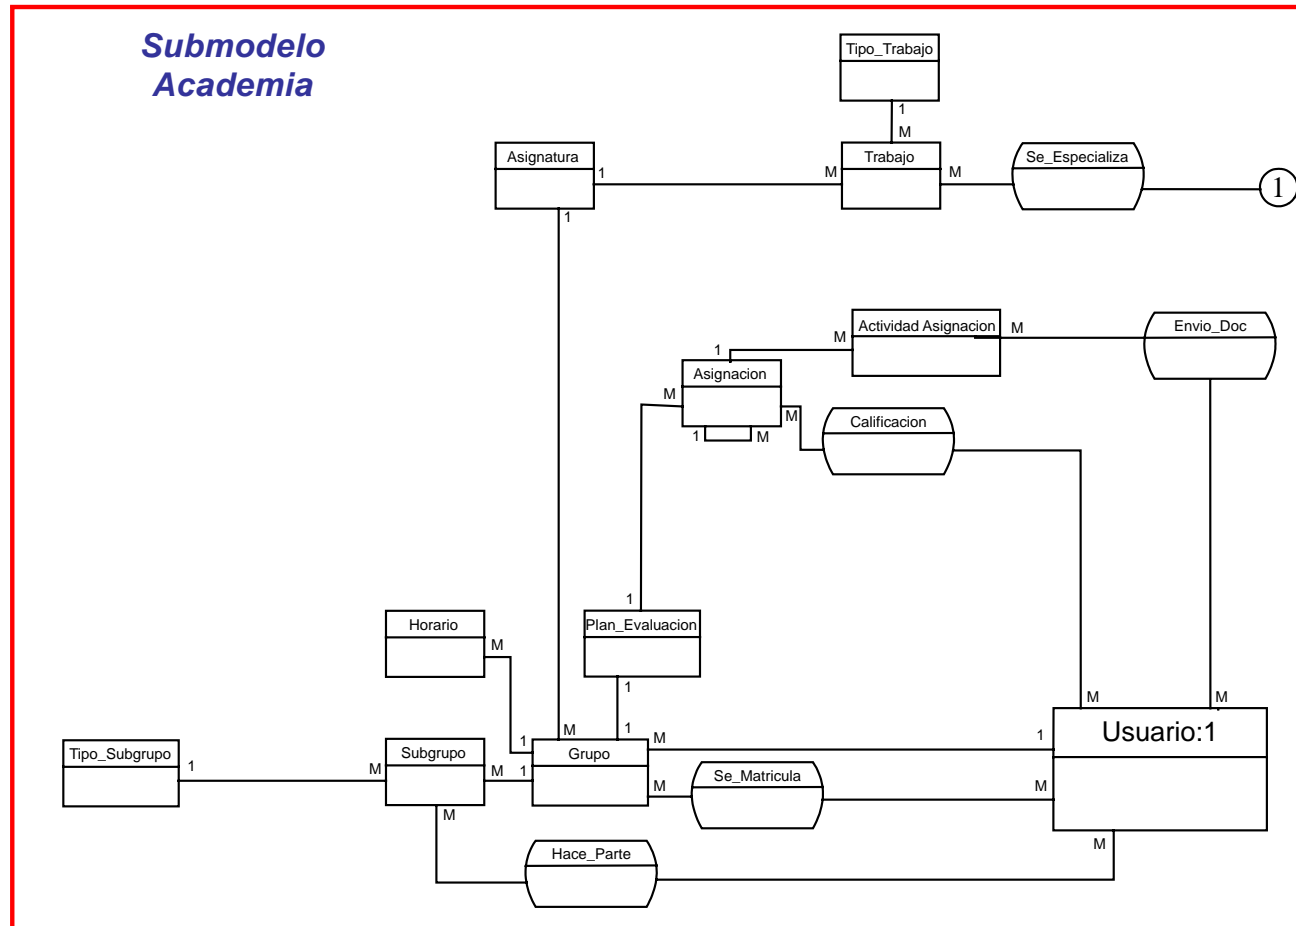 Submodelo
Academia
Tipo_Trabajo
1
M
Asignatura
1
M
Trabajo
M
Se_Especializa
1
1
Actividad Asignacion
M
M
Envio_Doc
1
Asignacion
M
M
1
M
Calificacion
1
Horario
M
Plan_Evaluacion
1
M
1
M
M
Usuario:1
Tipo_Subgrupo
1
M
Subgrupo
M
1
1
Grupo
M
1
M
Se_Matricula
M
M
M
Hace_Parte